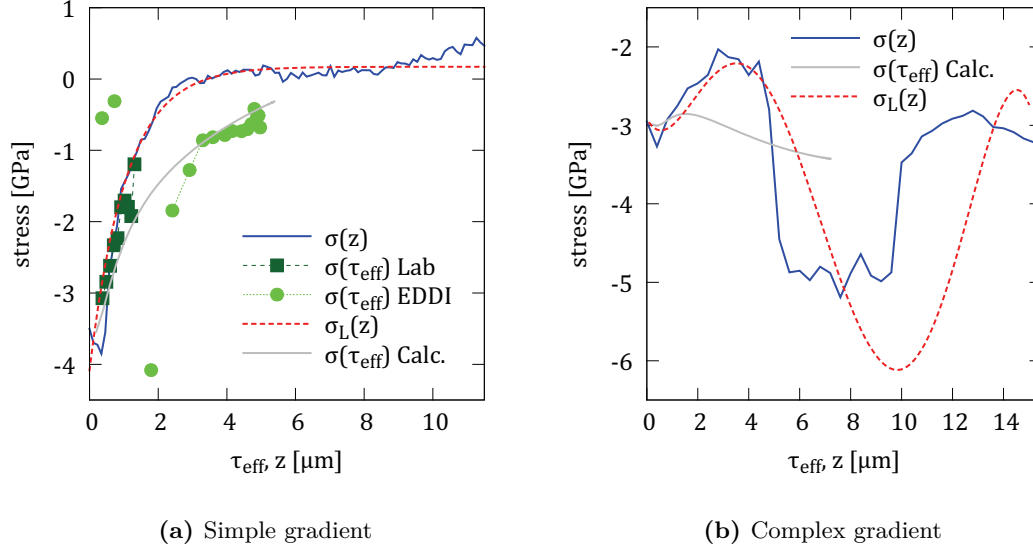 1
0
-1
-2
-3
-4
stress [GPa]
0 2 4 6 8 10
τeff, z [μm]
σ(z)
σ(τeff) Lab
σ(τeff) EDDI
σL(z)
σ(τeff) Calc.
(a) Simple gradient
-2
-3
-4
-5
-6
stress [GPa]
0 2 4 6 8 10 12 14
τeff, z [μm]
σ(z)
σ(τeff) Calc.
σL(z)
(b) Complex gradient